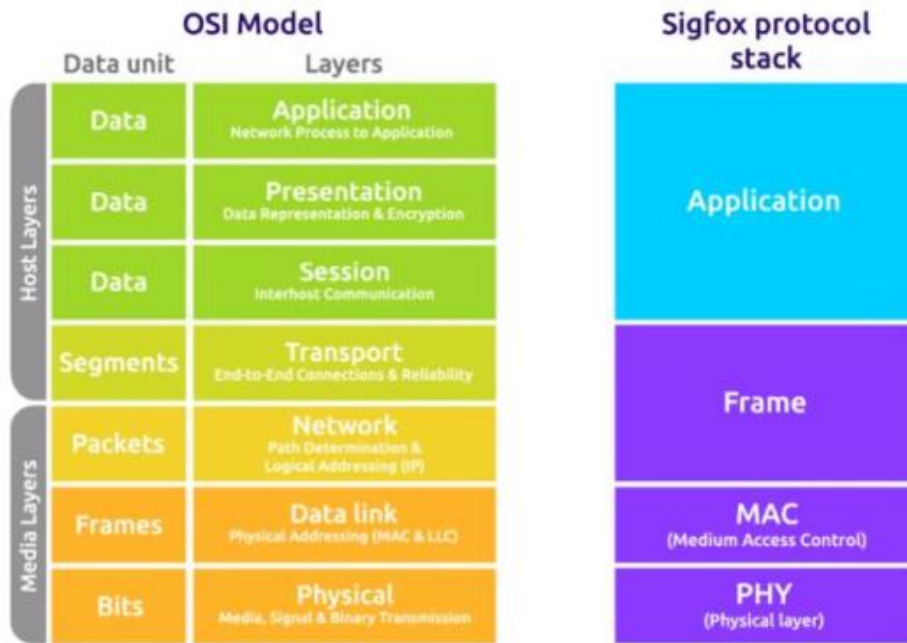 OSI Model
Data unit
Layers
Host Layers
Data
Application
Network Process to Application
Data
Presentation
Data Representation & Encryption
Data
Session
Interhost Communication
Segments
Transport
End-to-End Connections & Reliability
Media Layers
Packets
Network
Path Determination &
Logical Addressing (IP)
Frames
Data link
Physical Addressing (MAC & LLC)
Bits
Physical
Media, Signal & Binary Transmission
Sigfox protocol
stack
Application
Frame
MAC
(Medium Access Control)
PHY
(Physical layer)